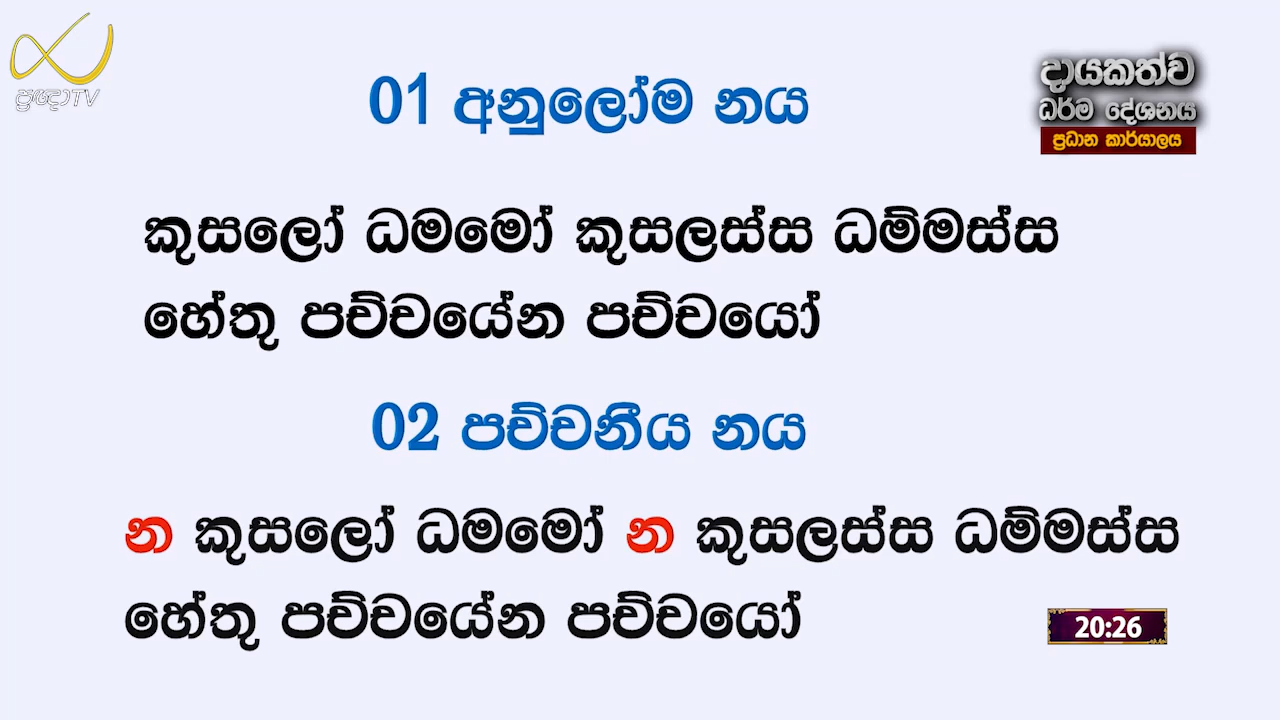 ප්‍රඥාTV
01 අනුලෝම නය
දායකත්ව
ධර්ම දේශනය
ප්‍රධාන කාර්යාලය
කුසලෝ ධමමෝ කුසලස්ස ධම්මස්ස
හේතු පච්චයේන පච්චයෝ
02 පච්චනීය නය
න කුසලෝ ධමමෝ න කුසලස්ස ධම්මස්ස
හේතු පච්චයේන පච්චයෝ
20:26